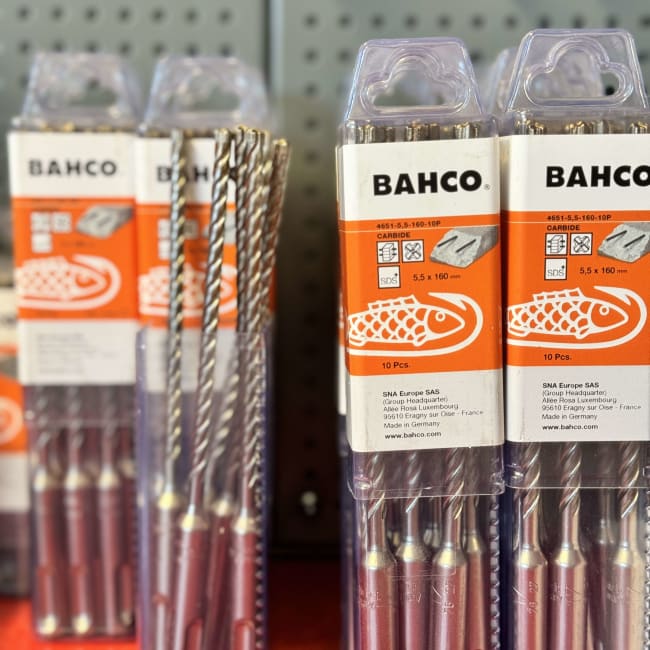 BAHCO
BAHCO
BAHCO®
4651-5,5-160-10P
CARBIDE
SDS+
5,5 x 160 mm
10 Pcs.
SNA Europe SAS
(Group Headquarter)
Allée Rosa Luxembourg
95610 Eragny sur Oise - France
Made in Germany
www.bahco.com
BAHCO
4651-5,5-160-10P
CARBIDE
SDS+
5,5 x 160 mm
10 Pcs.
SNA Europe SAS
(Group Headquarter)
Allée Rosa Luxembourg
95610 Eragny sur Oise - France
Made in Germany
www.bahco.com